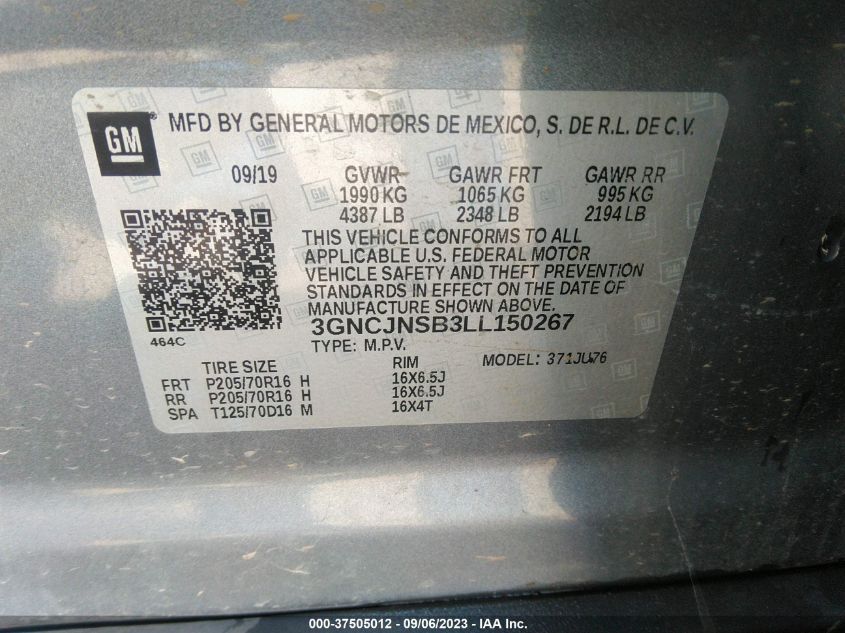 GM
MFD BY GENERAL MOTORS DE MEXICO, S. DE R.L. DE C.V.
09/19 GVWR GAWR FRT GAWR RR
1990 KG 1065 KG 995 KG
4387 LB 2348 LB 2194 LB
THIS VEHICLE CONFORMS TO ALL
APPLICABLE U.S. FEDERAL MOTOR
VEHICLE SAFETY AND THEFT PREVENTION
STANDARDS IN EFFECT ON THE DATE OF
MANUFACTURE SHOWN ABOVE.
3GNCJNSB3LL150267
464C
TYPE: M.P.V. MODEL: 371JU76
TIRE SIZE RIM
FRT P205/70R16 H 16X6.5J
RR P205/70R16 H 16X6.5J
SPA T125/70D16 M 16X4T
000-37505012 - 09/06/2023 - IAA Inc.